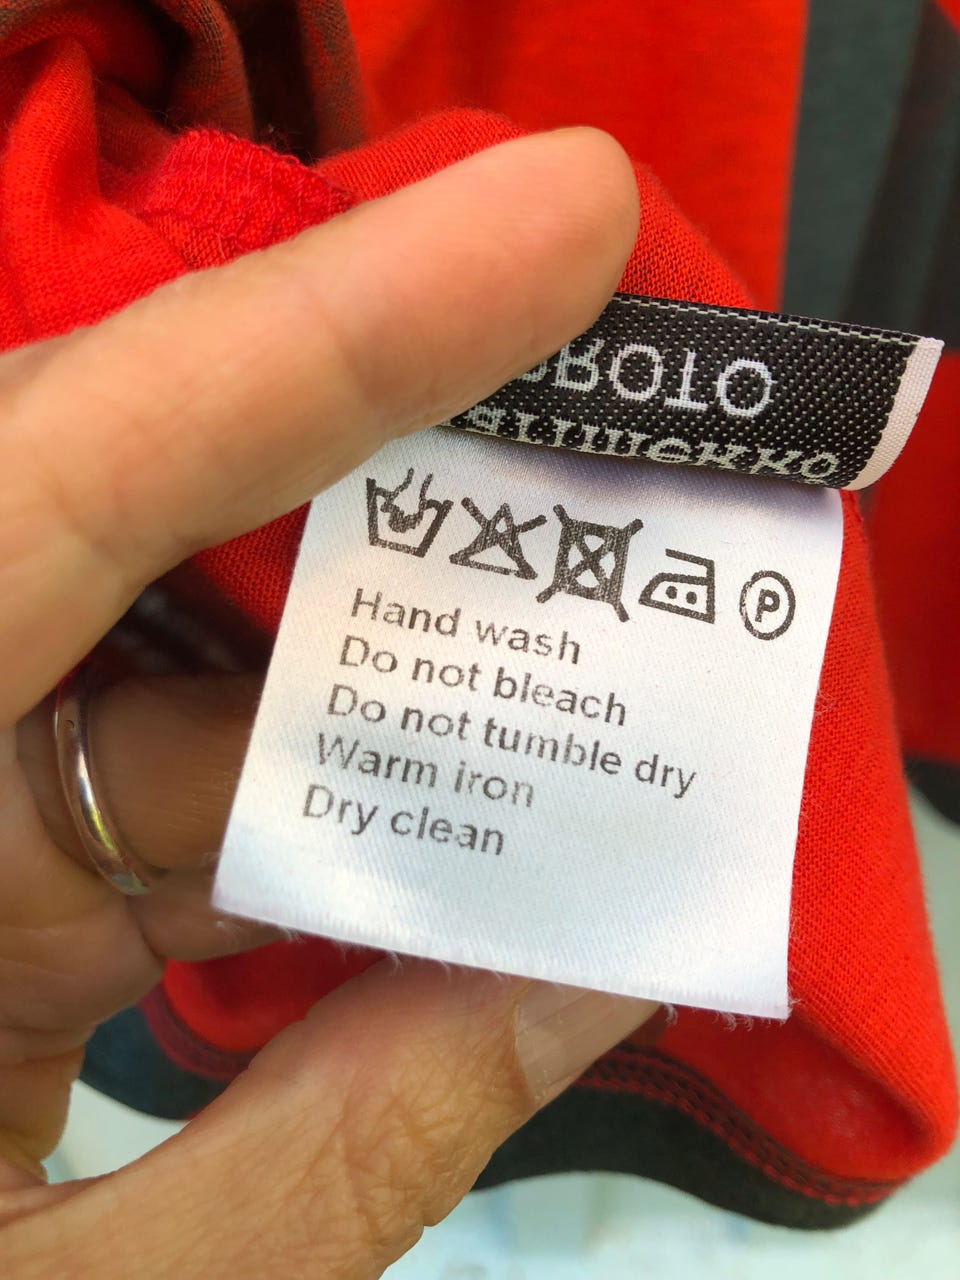 Ⓟ
Hand wash
Do not bleach
Do not tumble dry
Warm iron
Dry clean